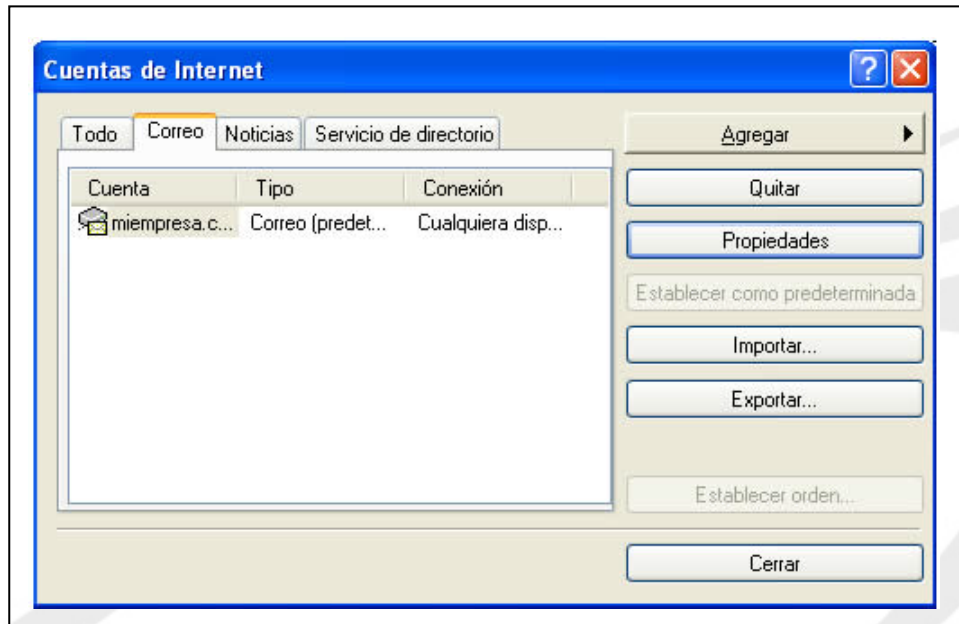 Cuentas de Internet
Todo Correo Noticias Servicio de directorio
Agregar
Cuenta Tipo Conexión
Quitar
miempresa.c... Correo (predet... Cualquiera disp...
Propiedades
Establecer como predeterminada
Importar...
Exportar...
Establecer orden...
Cerrar